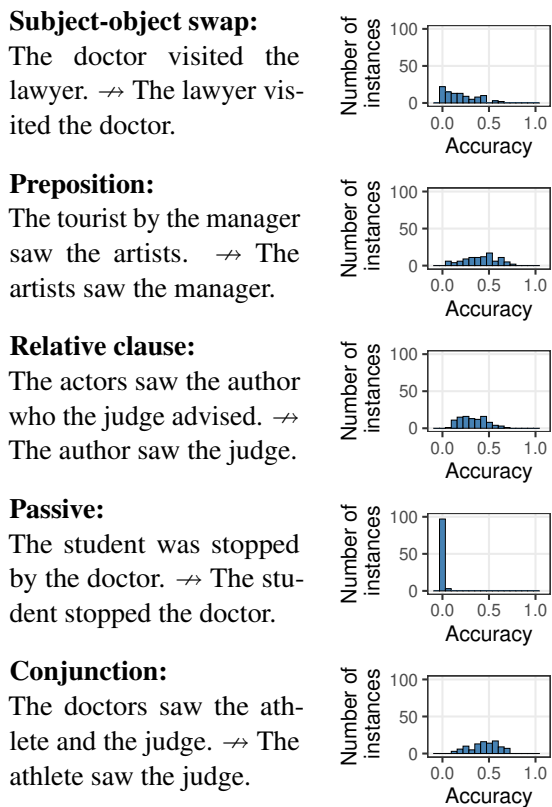 Subject-object swap:
The doctor visited the
lawyer. ↛ The lawyer vis-
ited the doctor.
Number of
instances
100
50
0
0.0 0.5 1.0
Accuracy
Preposition:
The tourist by the manager
saw the artists. ↛ The
artists saw the manager.
Number of
instances
100
50
0
0.0 0.5 1.0
Accuracy
Relative clause:
The actors saw the author
who the judge advised. ↛
The author saw the judge.
Number of
instances
100
50
0
0.0 0.5 1.0
Accuracy
Passive:
The student was stopped
by the doctor. ↛ The stu-
dent stopped the doctor.
Number of
instances
100
50
0
0.0 0.5 1.0
Accuracy
Conjunction:
The doctors saw the ath-
lete and the judge. ↛ The
athlete saw the judge.
Number of
instances
100
50
0
0.0 0.5 1.0
Accuracy